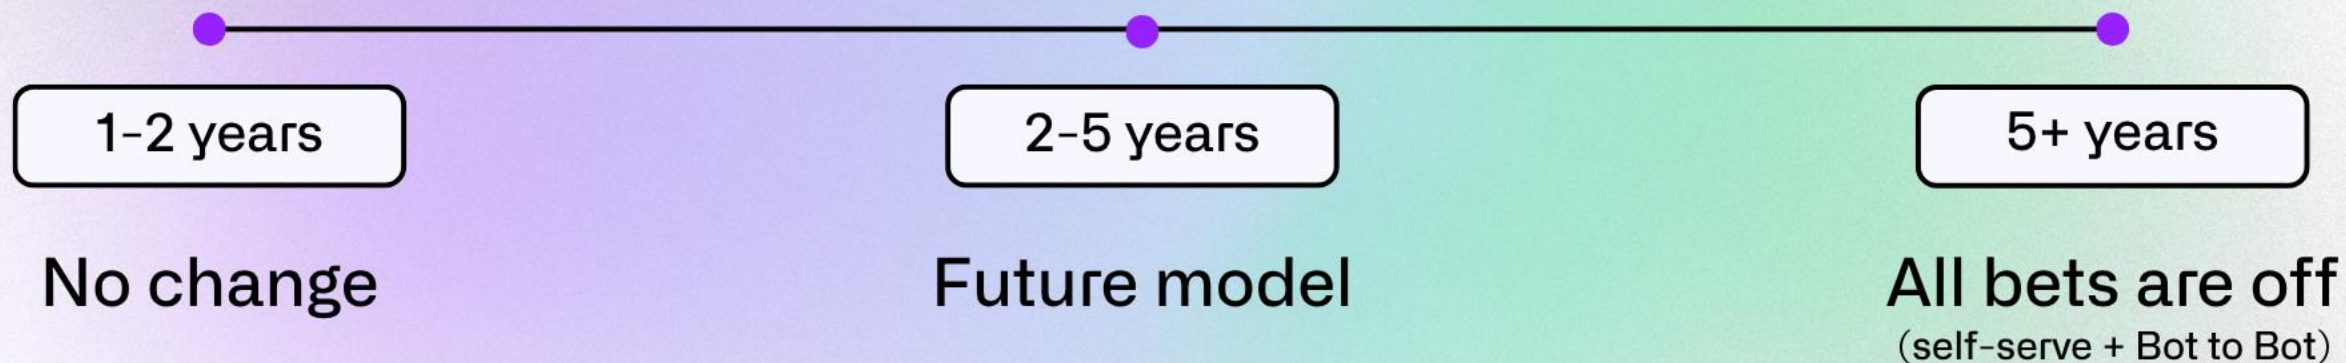 1-2 years
2-5 years
5+ years
No change
Future model
All bets are off
(self-serve + Bot to Bot)